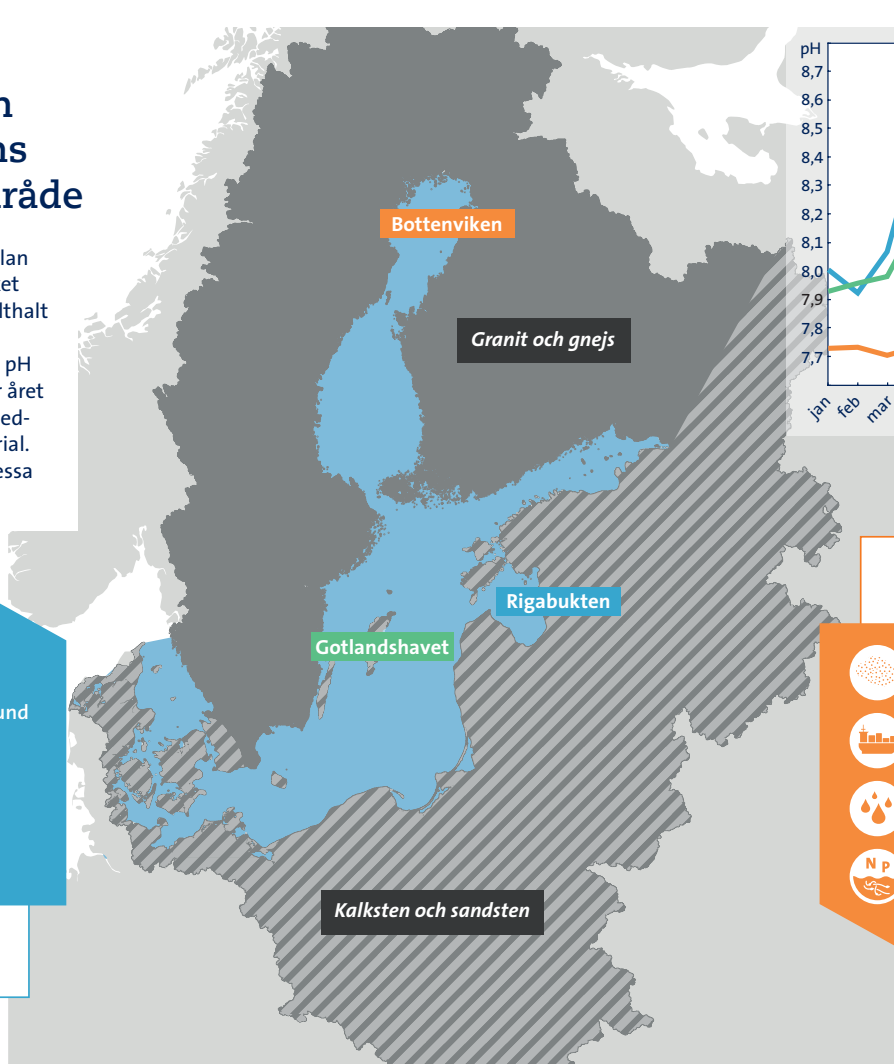 n
ns
råde
lan
ket
lthalt
pH
r året
ed-
rial.
essa
Bottenviken
Granit och gnejs
pH
8,7
8,6
8,5
8,4
8,3
8,2
8,1
8,0
7,9
7,8
7,7
jan
feb
mar
Rigabukten
Gotlandshavet
und
Kalksten och sandsten
N P